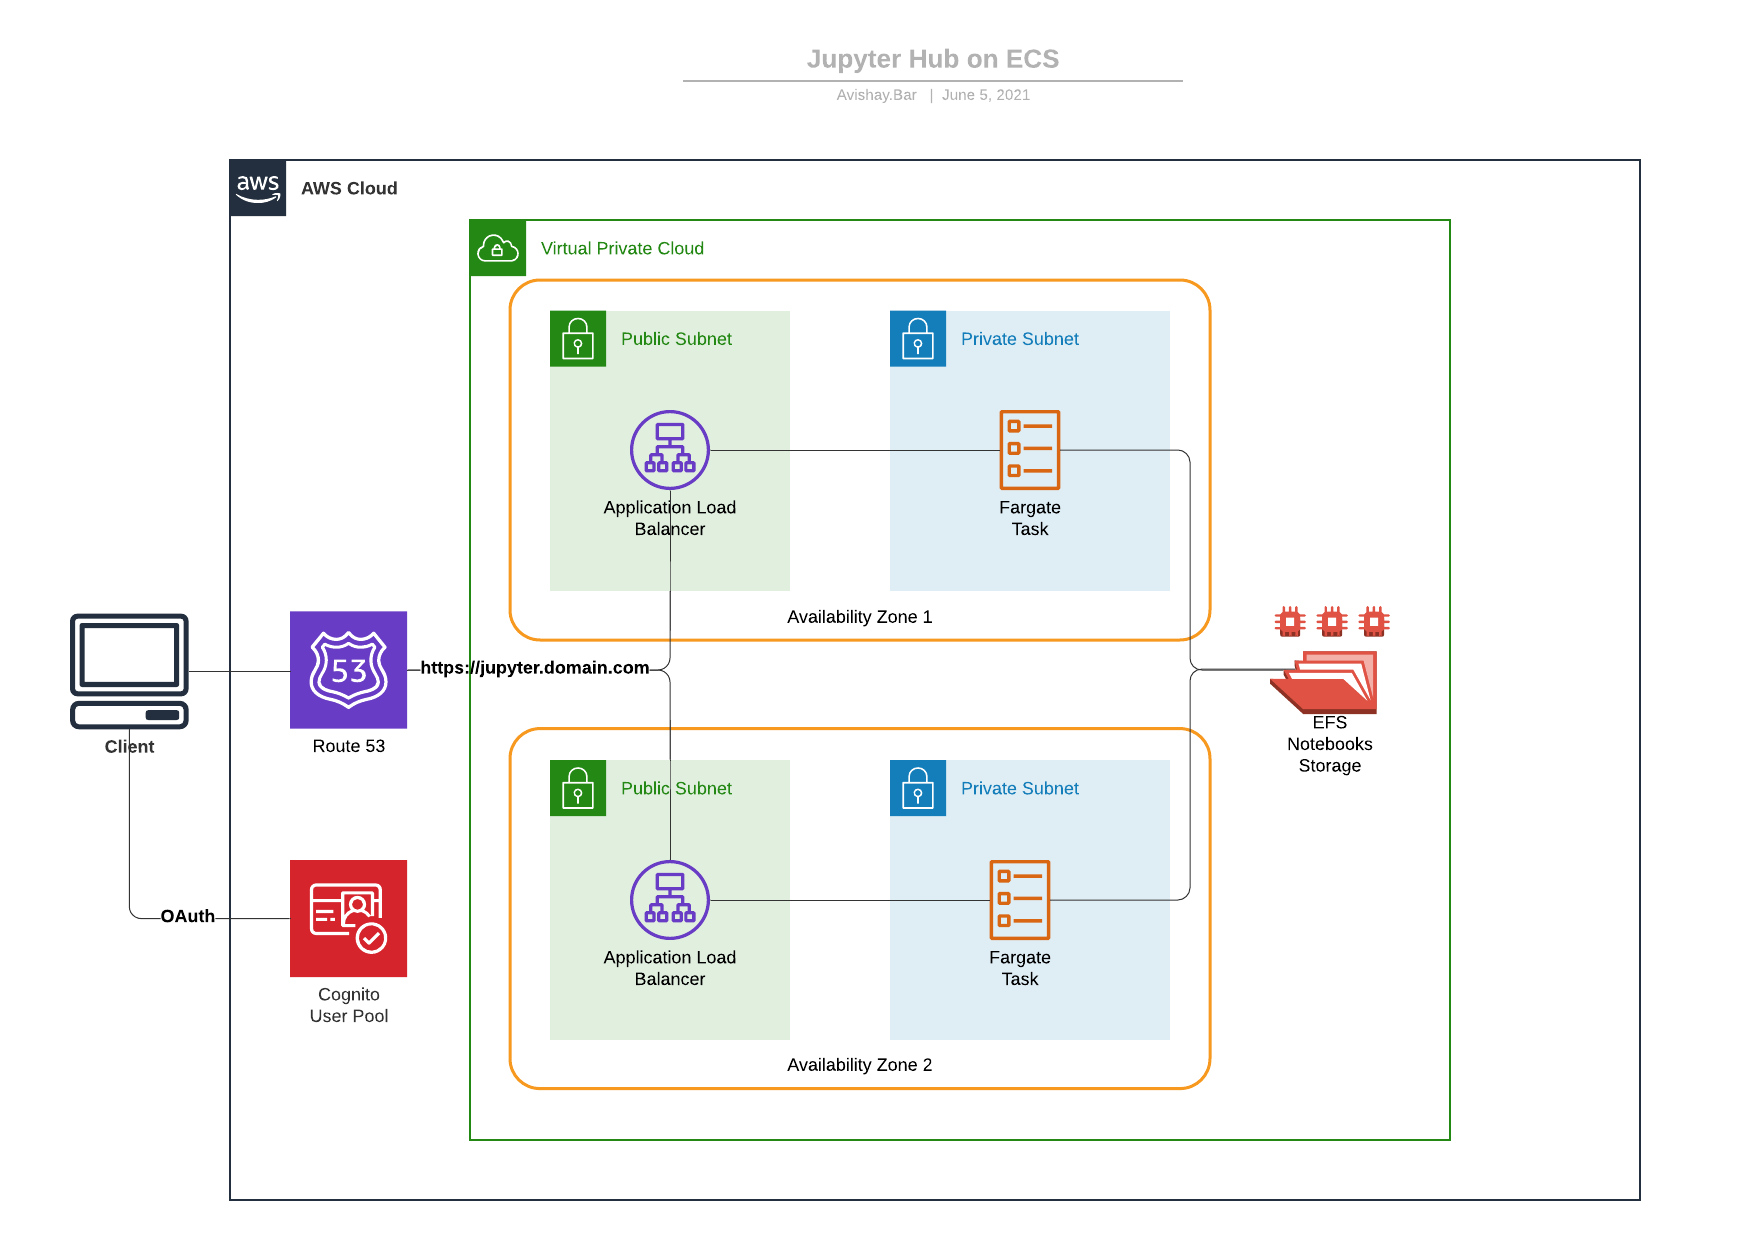 Jupyter Hub on ECS
Avishay.Bar | June 5, 2021
aws
AWS Cloud
Virtual Private Cloud
Public Subnet
Private Subnet
Application Load
Balancer
Fargate
Task
Availability Zone 1
53
https://jupyter.domain.com
Client
Route 53
EFS
Notebooks
Storage
Public Subnet
Private Subnet
OAuth
Cognito
User Pool
Application Load
Balancer
Fargate
Task
Availability Zone 2